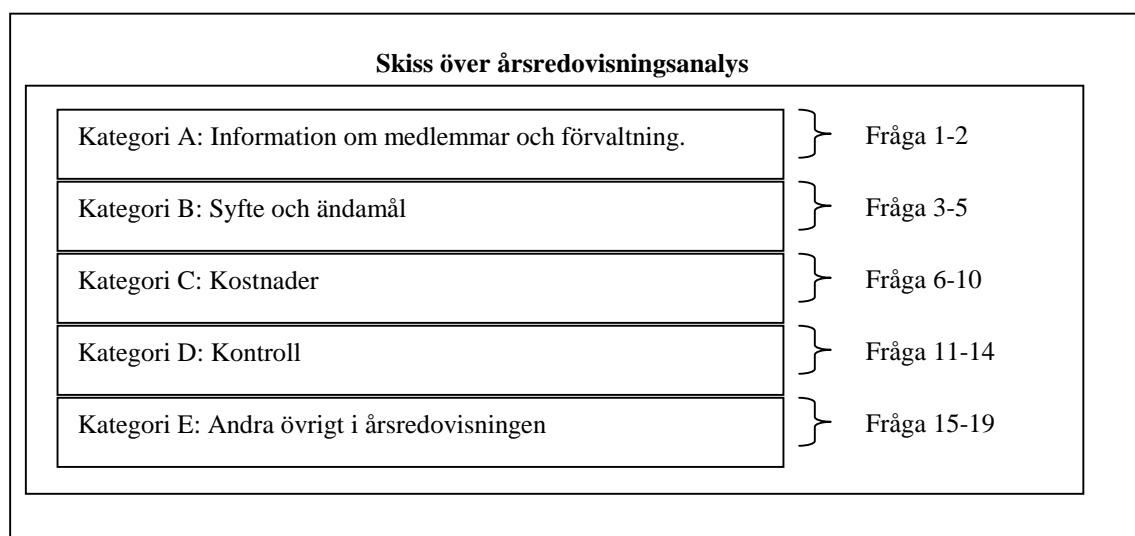 Skiss över årsredovisningsanalys
Kategori A: Information om medlemmar och förvaltning. Fråga 1-2
Kategori B: Syfte och ändamål Fråga 3-5
Kategori C: Kostnader Fråga 6-10
Kategori D: Kontroll Fråga 11-14
Kategori E: Andra övrigt i årsredovisningen Fråga 15-19